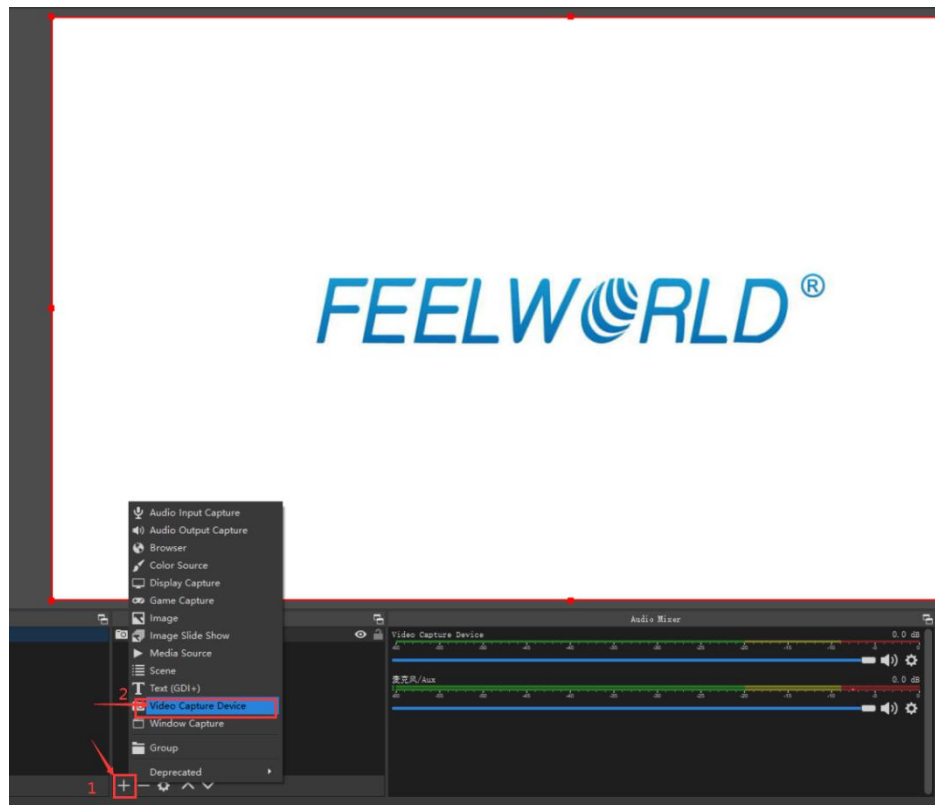 FEELWORLD®
Audio Input Capture
Audio Output Capture
Browser
Color Source
Display Capture
Game Capture
Image
Image Slide Show
Media Source
Scene
Text (GDI+)
Video Capture Device
Window Capture
Group
Deprecated
2
1
Audio Mixer
Video Capture Device 0.0 dB
麦克风/Aux 0.0 dB